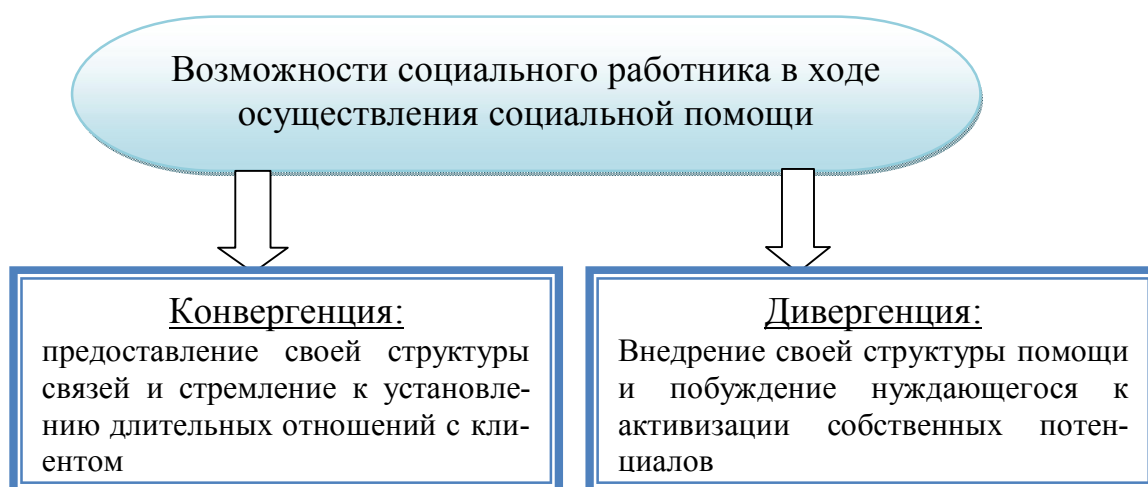 Возможности социального работника в ходе
осуществления социальной помощи
Конвергенция:
предоставление своей структуры
связей и стремление к установле-
нию длительных отношений с кли-
ентом
Дивергенция:
Внедрение своей структуры помощи
и побуждение нуждающегося к
активизации собственных потен-
циалов